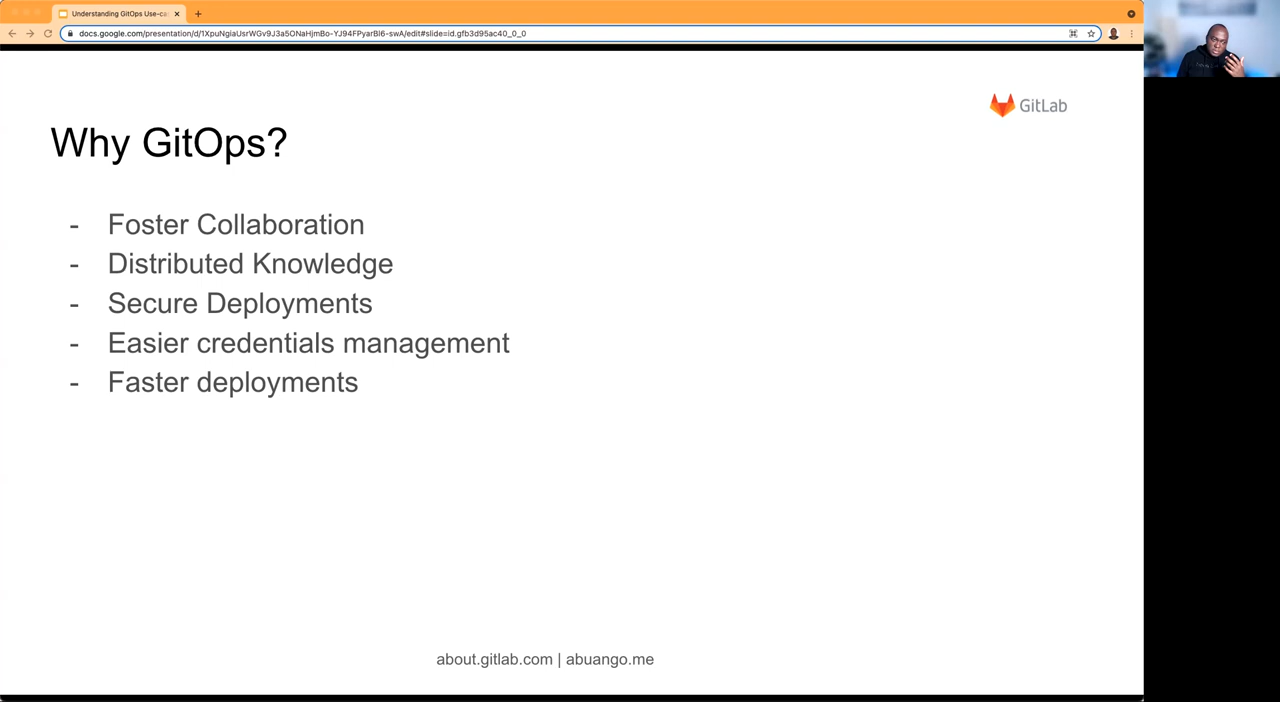 Understanding GitOps Use-ca
docs.google.com/presentation/d/1XpuNgiaUsrWGv9J3a5ONaHjmBo-YJ94FPyarBl6-swA/edit#slide=id.gfb3d95ac40_0_0
GitLab
Why GitOps?
- Foster Collaboration
- Distributed Knowledge
- Secure Deployments
- Easier credentials management
- Faster deployments
about.gitlab.com | abuango.me